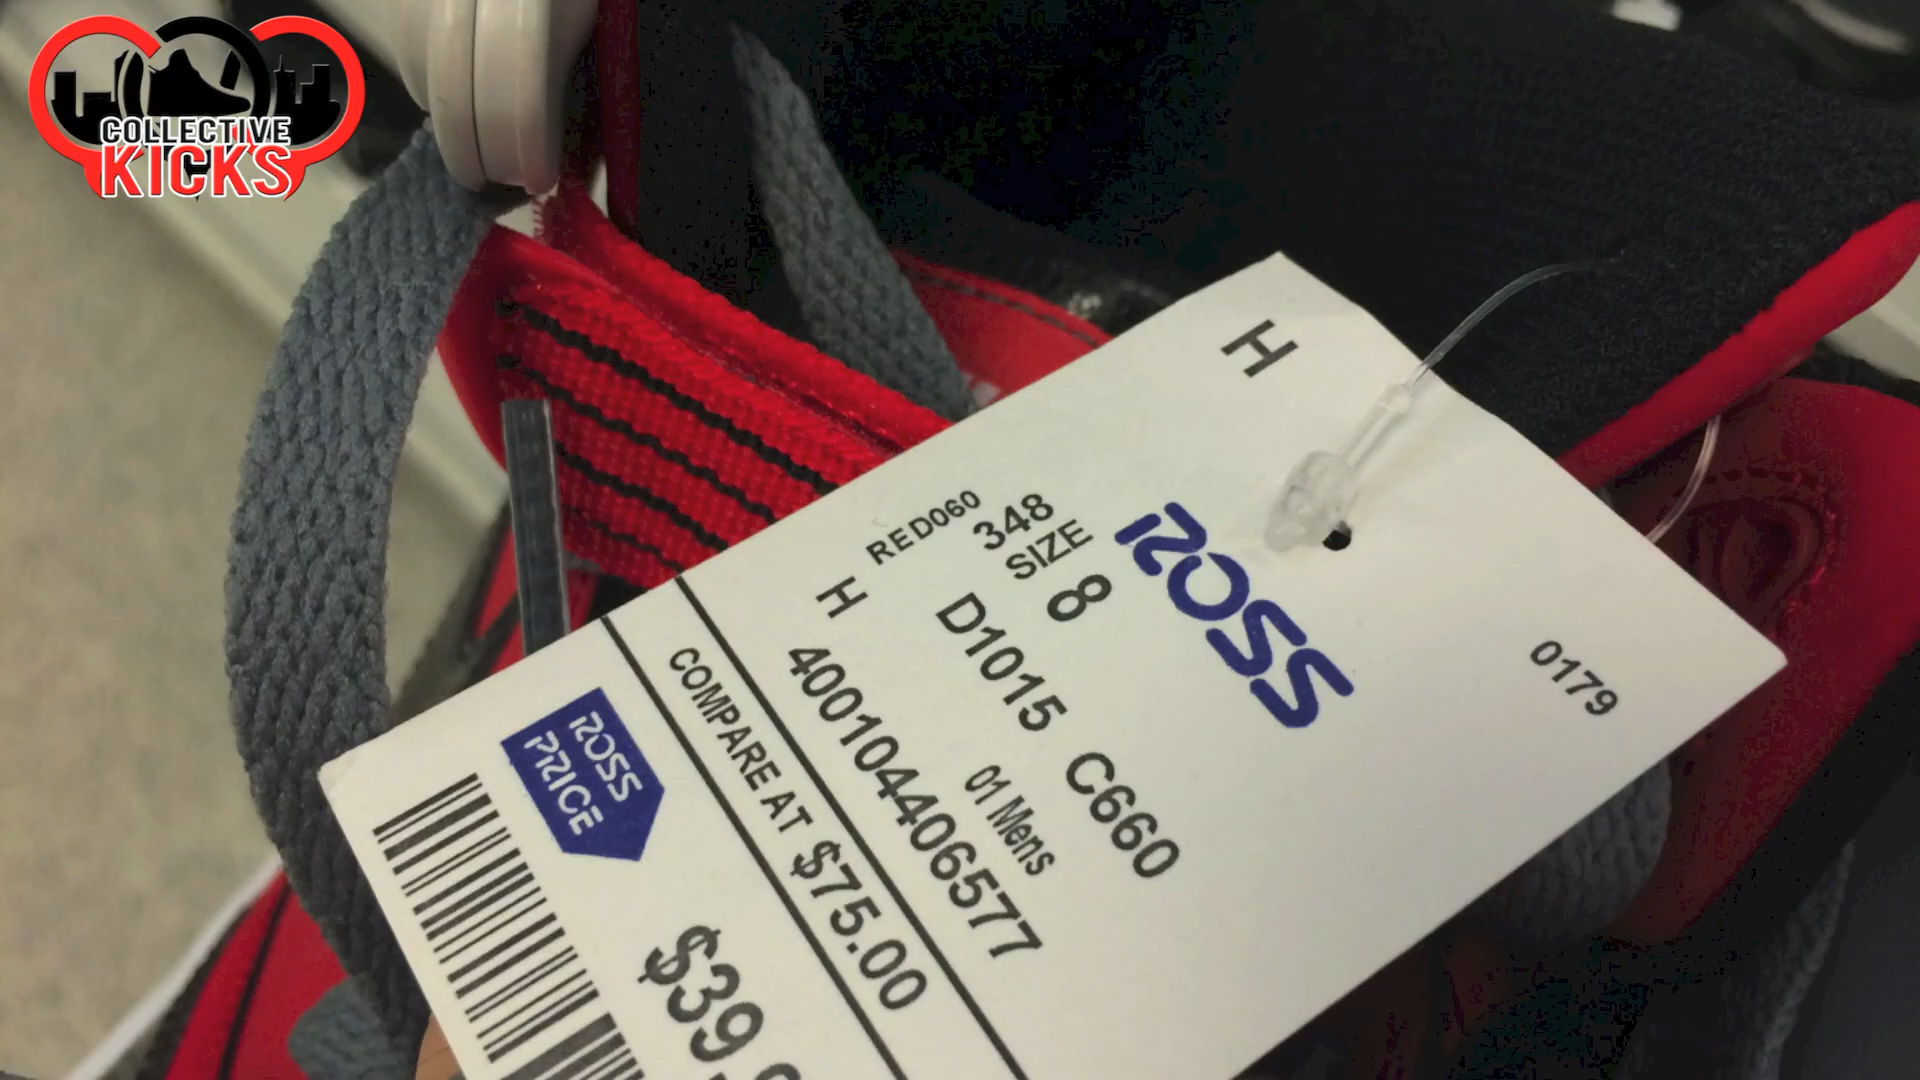 COLLECTIVE
KICKS
H
0179
ROSS
RED060
348
SIZE
8
H
D1015 C660
01 Mens
400104406577
COMPARE AT $75.00
ROSS
PRICE
$39